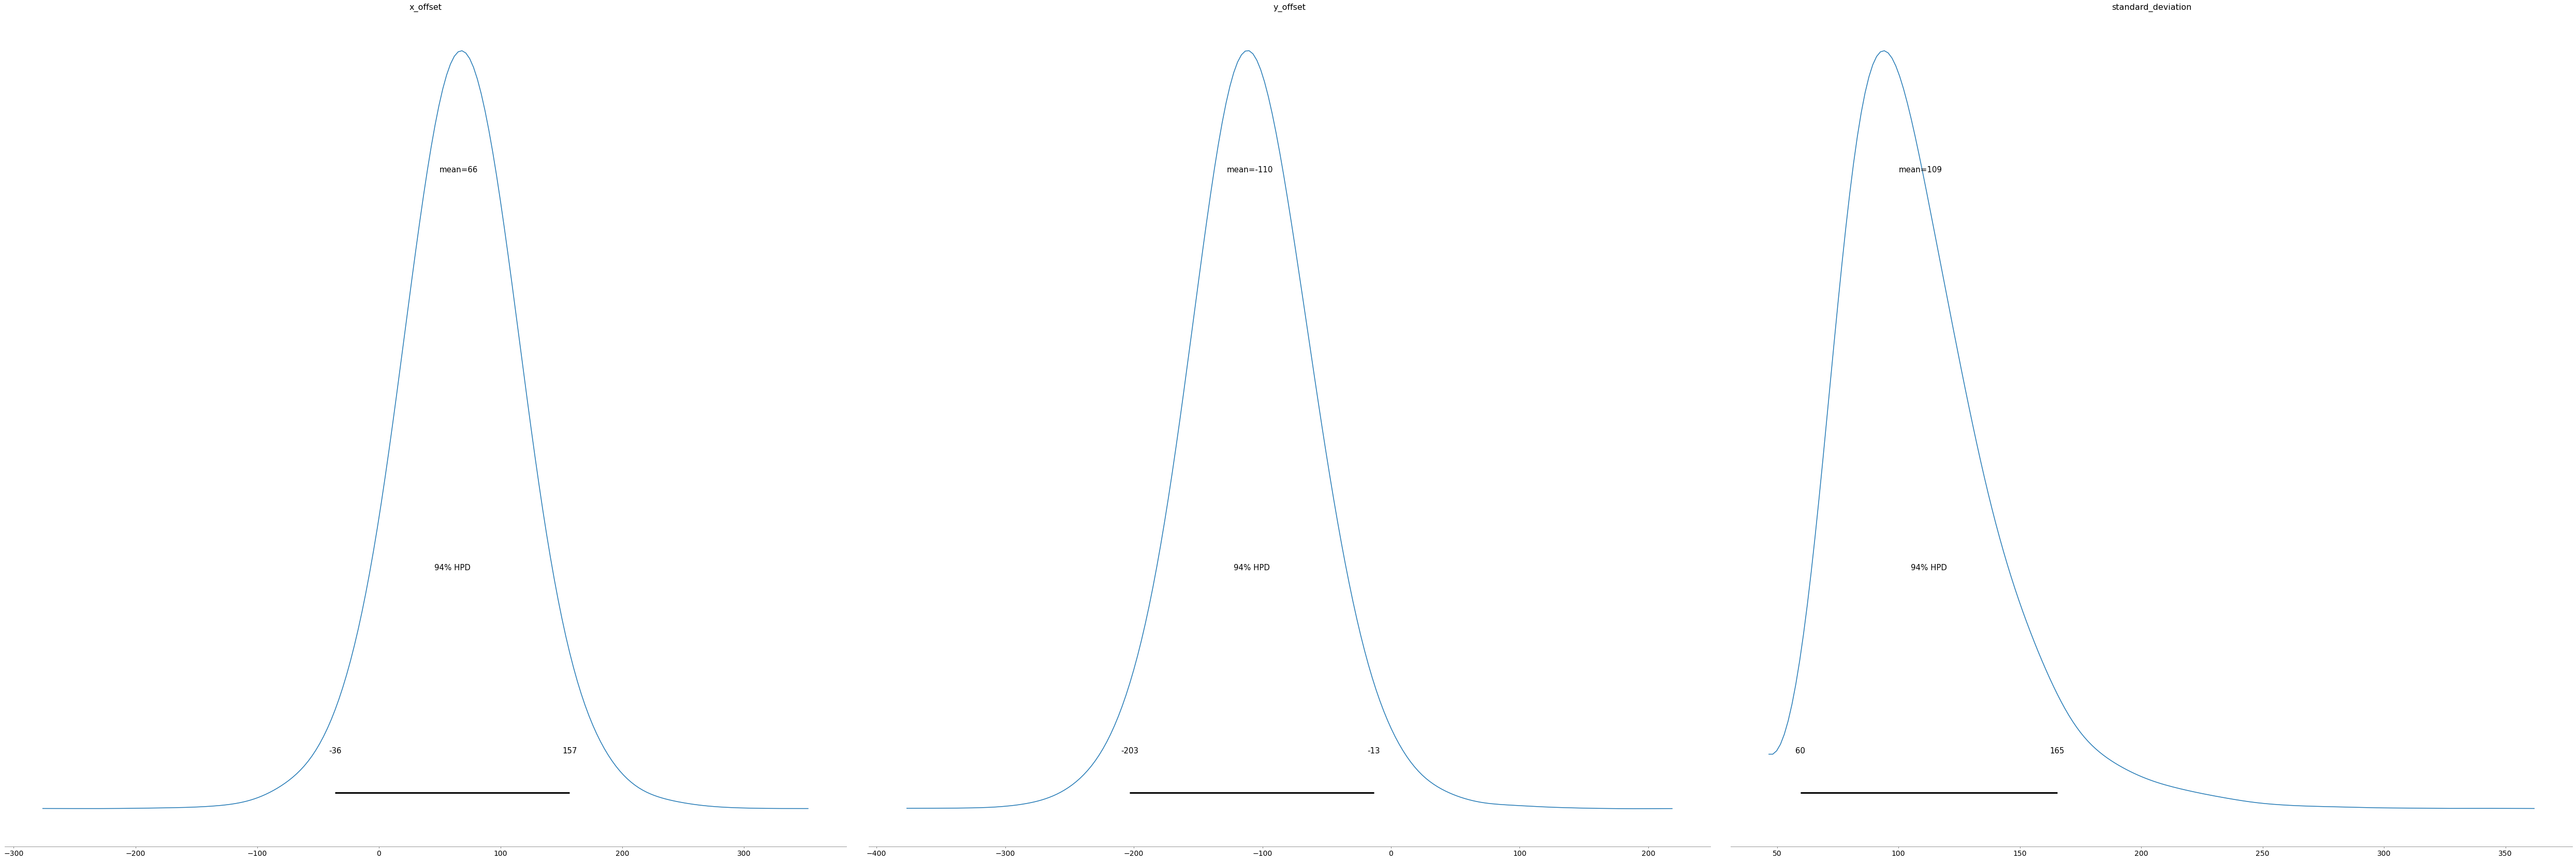 x_offset
mean=66
94% HPD
-36 157
−300 −200 −100 0 100 200 300
y_offset
mean=-110
94% HPD
-203 -13
−400 −300 −200 −100 0 100 200
standard_deviation
mean=109
94% HPD
60 165
50 100 150 200 250 300 350